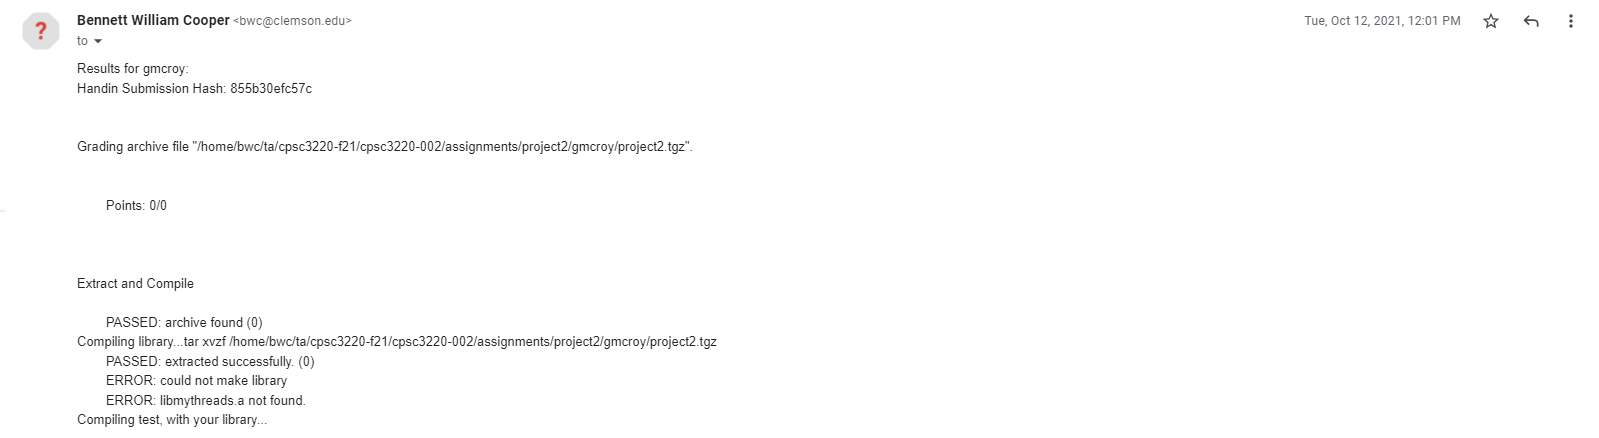 Bennett William Cooper <bwc@clemson.edu> Tue, Oct 12, 2021, 12:01 PM
to
Results for gmcroy:
Handin Submission Hash: 855b30efc57c
Grading archive file "/home/bwc/ta/cpsc3220-f21/cpsc3220-002/assignments/project2/gmcroy/project2.tgz".
Points: 0/0
Extract and Compile
PASSED: archive found (0)
Compiling library...tar xvzf /home/bwc/ta/cpsc3220-f21/cpsc3220-002/assignments/project2/gmcroy/project2.tgz
PASSED: extracted successfully. (0)
ERROR: could not make library
ERROR: libmythreads.a not found.
Compiling test, with your library...